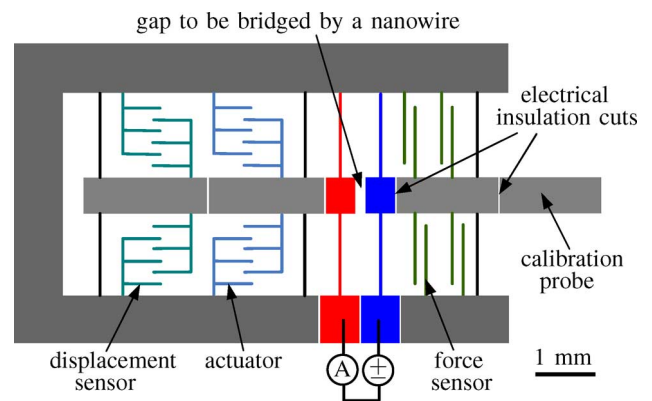 gap to be bridged by a nanowire
electrical
insulation cuts
calibration
probe
displacement
sensor
actuator
A
±
force
sensor
1 mm